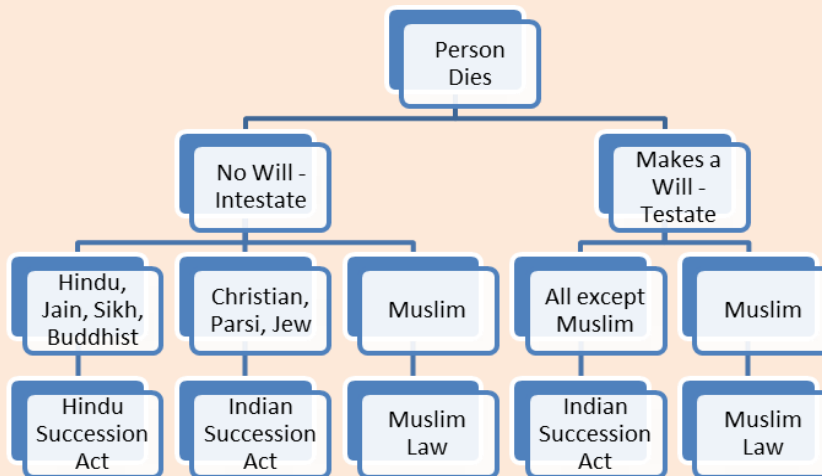 Person
Dies
No Will -
Intestate
Makes a
Will -
Testate
Hindu,
Jain, Sikh,
Buddhist
Christian,
Parsi, Jew
Muslim
All except
Muslim
Muslim
Hindu
Succession
Act
Indian
Succession
Act
Muslim
Law
Indian
Succession
Act
Muslim
Law